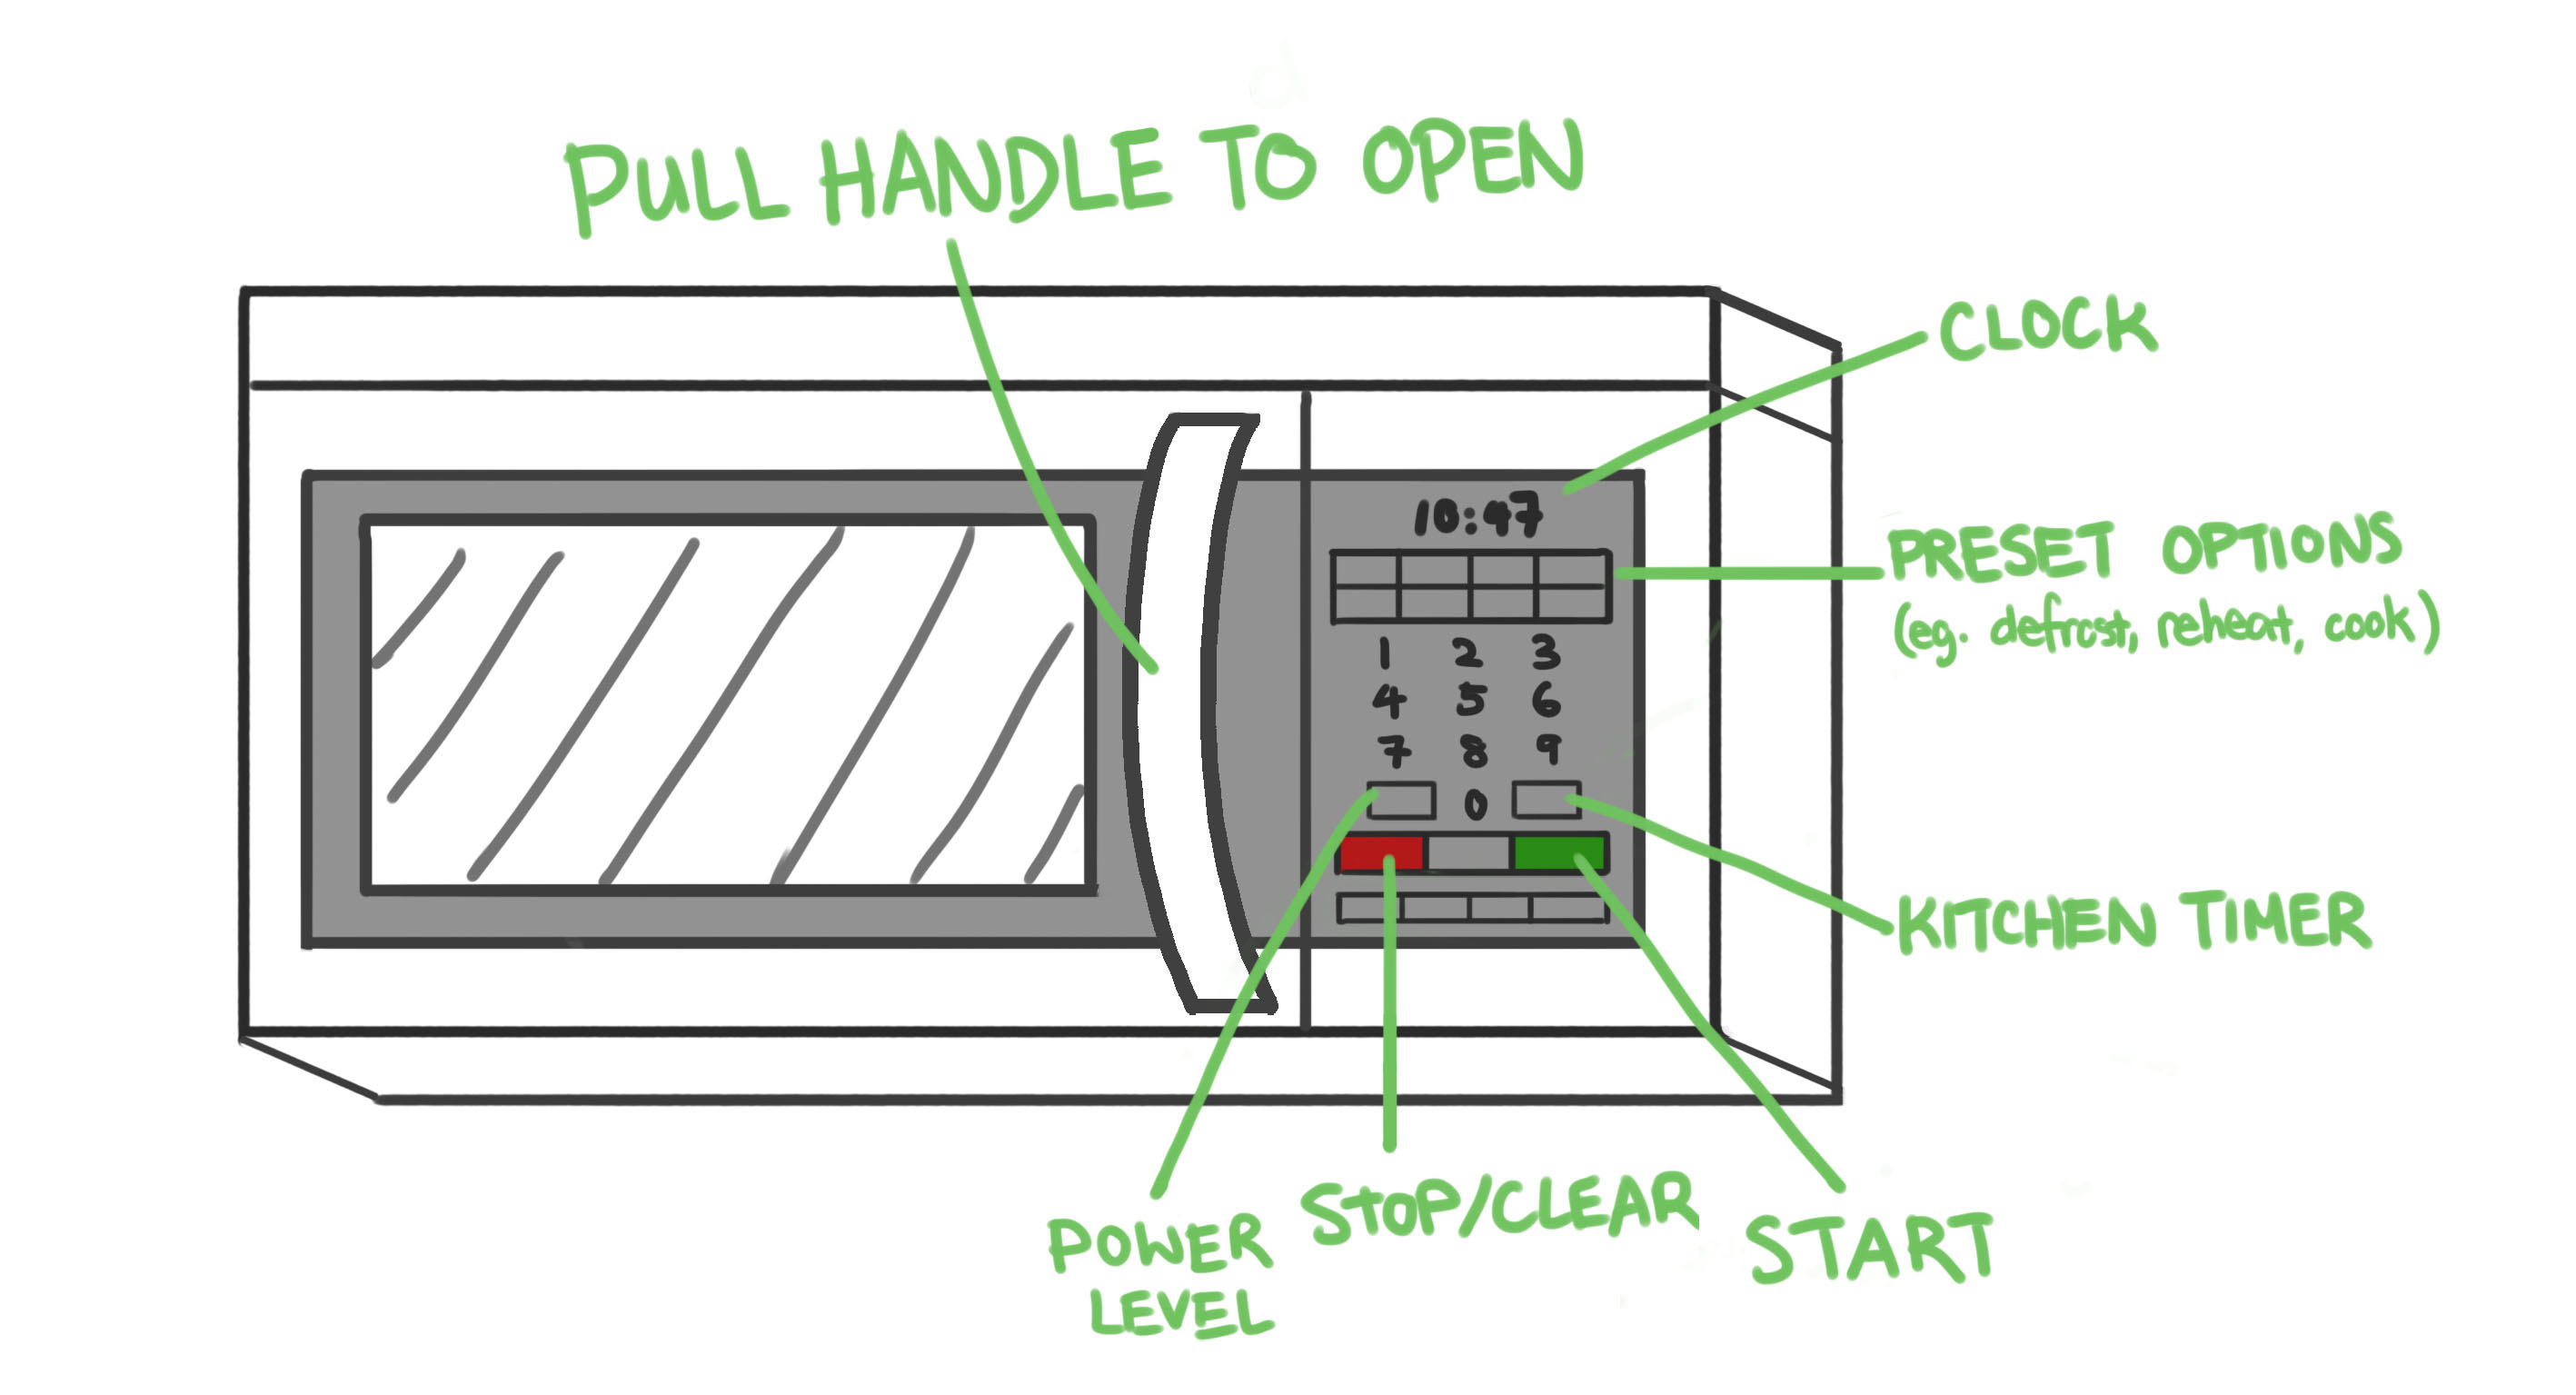 PULL HANDLE TO OPEN
CLOCK
10:47
PRESET OPTIONS
(eg. defrost, reheat, cook)
1 2 3
4 5 6
7 8 9
0
KITCHEN TIMER
STOP/CLEAR
POWER
LEVEL
START